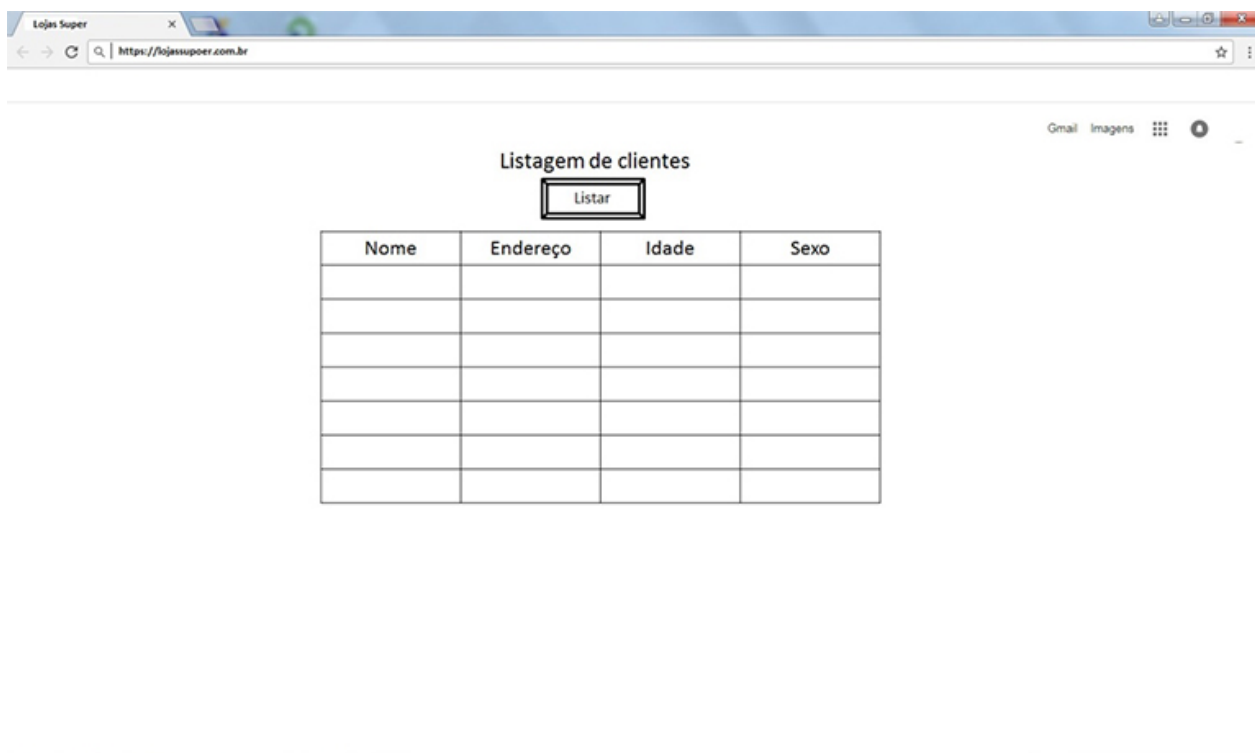 Lojas Super
https://lojassupoer.com.br
Gmail Imagens
Listagem de clientes
Listar
Nome Endereço Idade Sexo